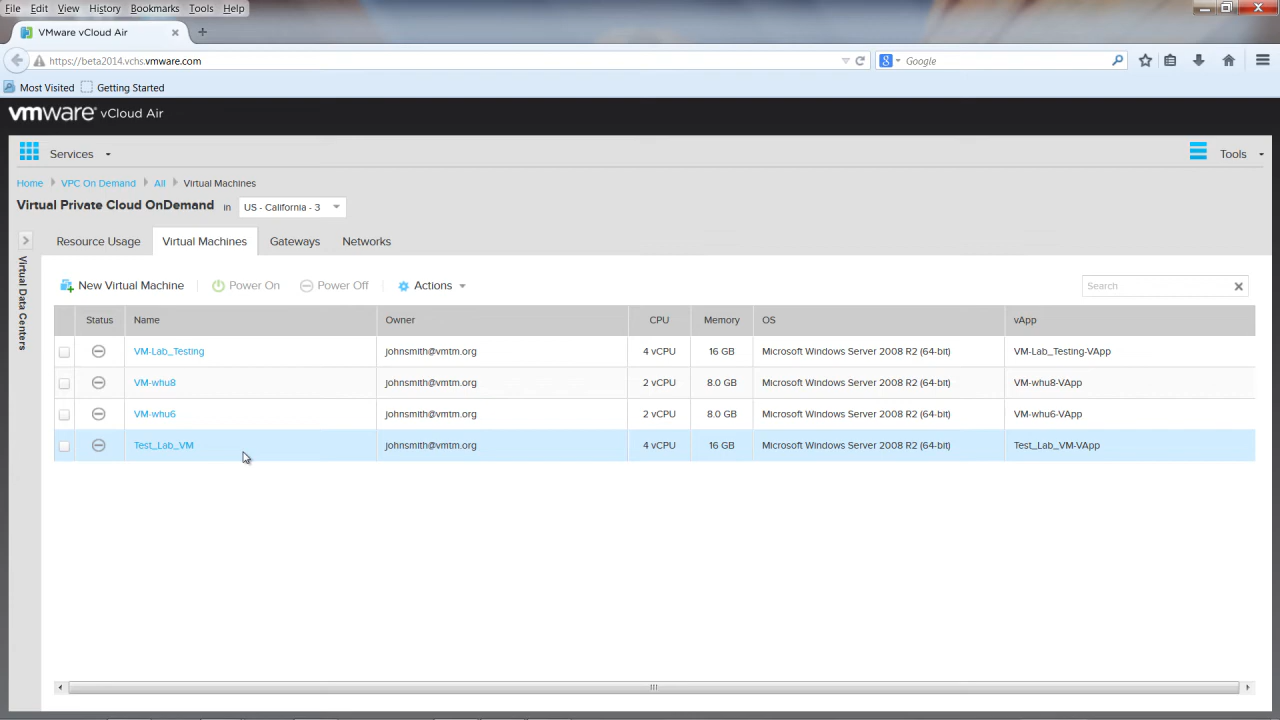 File Edit View History Bookmarks Tools Help
VMware vCloud Air
https://beta2014.vchs.vmware.com
Google
Most Visited Getting Started
vmware vCloud Air
Services Tools
Home VPC On Demand All Virtual Machines
Virtual Private Cloud OnDemand in US - California - 3
Resource Usage Virtual Machines Gateways Networks
Virtual Data Centers
New Virtual Machine Power On Power Off Actions Search
Status Name Owner CPU Memory OS vApp
VM-Lab_Testing johnsmith@vmtm.org 4 vCPU 16 GB Microsoft Windows Server 2008 R2 (64-bit) VM-Lab_Testing-VApp
VM-whu8 johnsmith@vmtm.org 2 vCPU 8.0 GB Microsoft Windows Server 2008 R2 (64-bit) VM-whu8-VApp
VM-whu6 johnsmith@vmtm.org 2 vCPU 8.0 GB Microsoft Windows Server 2008 R2 (64-bit) VM-whu6-VApp
Test_Lab_VM johnsmith@vmtm.org 4 vCPU 16 GB Microsoft Windows Server 2008 R2 (64-bit) Test_Lab_VM-VApp